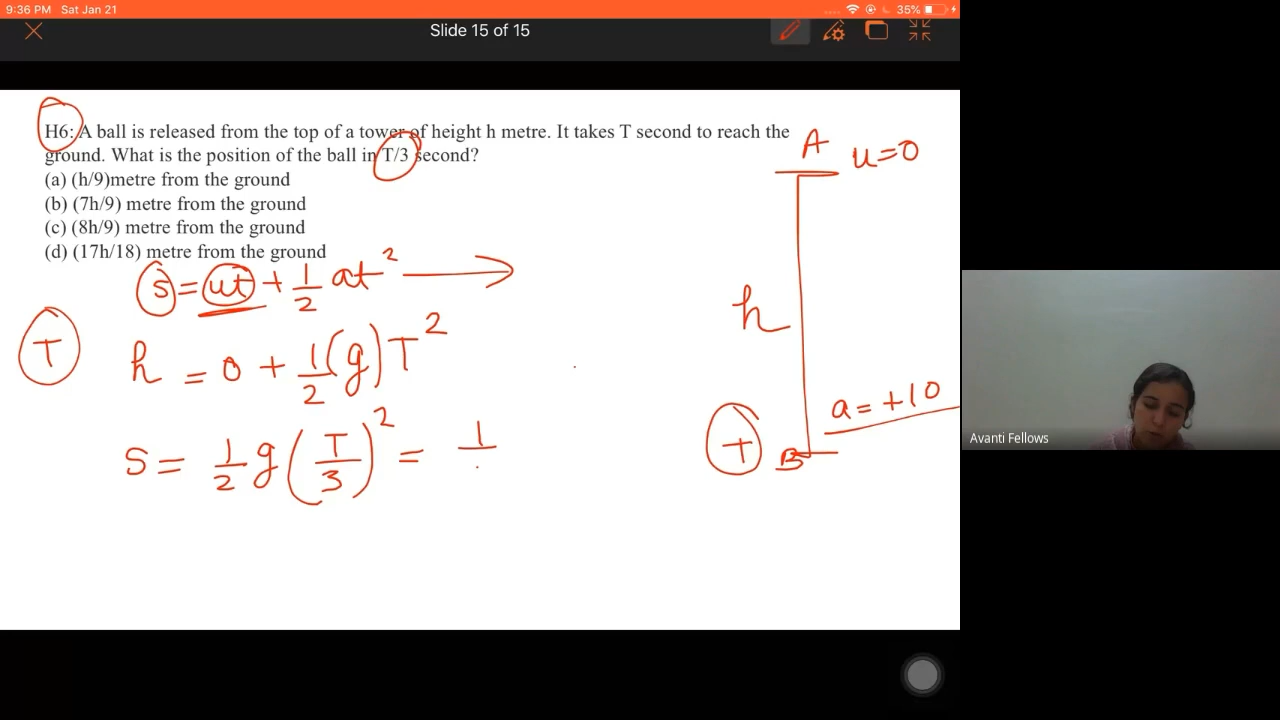 9:36 PM Sat Jan 21
35%
Slide 15 of 15
H6: A ball is released from the top of a tower of height h metre. It takes T second to reach the
ground. What is the position of the ball in T/3 second?
(a) (h/9)metre from the ground
(b) (7h/9) metre from the ground
(c) (8h/9) metre from the ground
(d) (17h/18) metre from the ground
A u=0
s = ut + 1/2 at²
T
h = 0 + 1/2 (g) T²
h
a = +10
S = 1/2 g (T/3)² = 1
B
Avanti Fellows